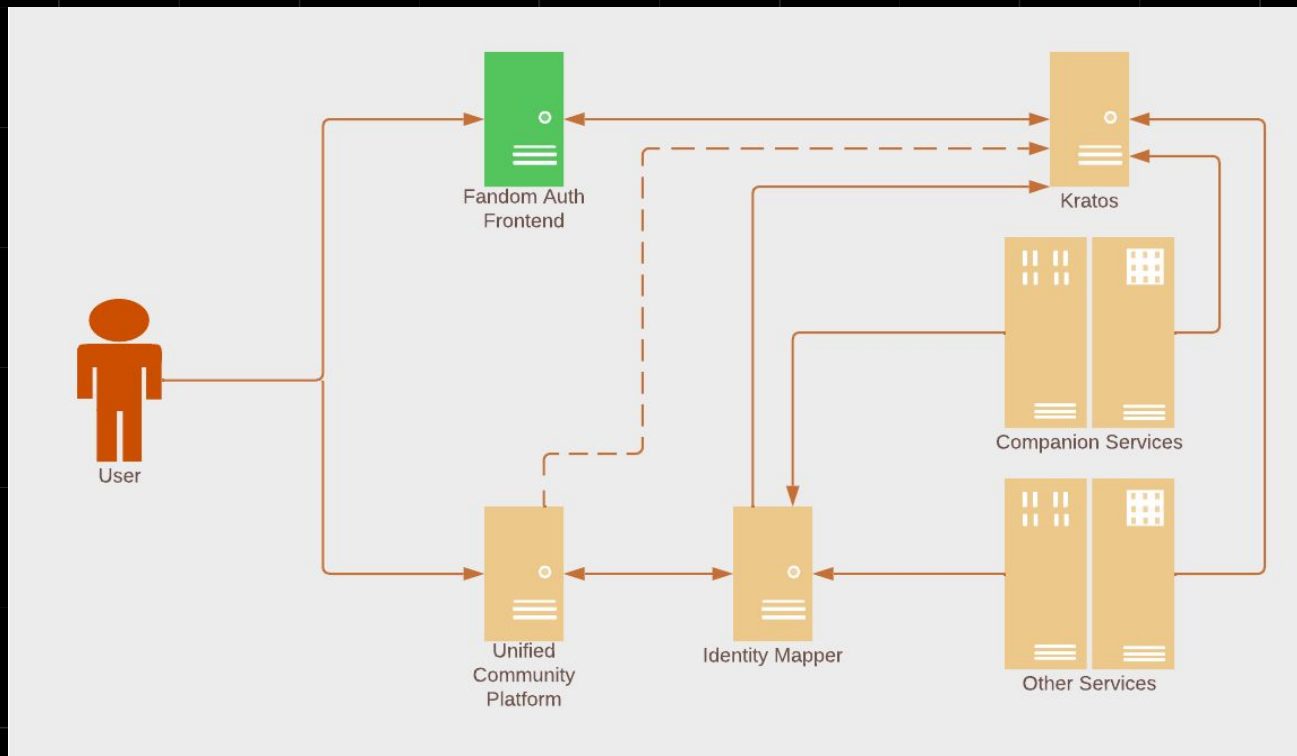 Fandom Auth
Frontend
Kratos
Companion Services
User
Unified
Community
Platform
Identity Mapper
Other Services